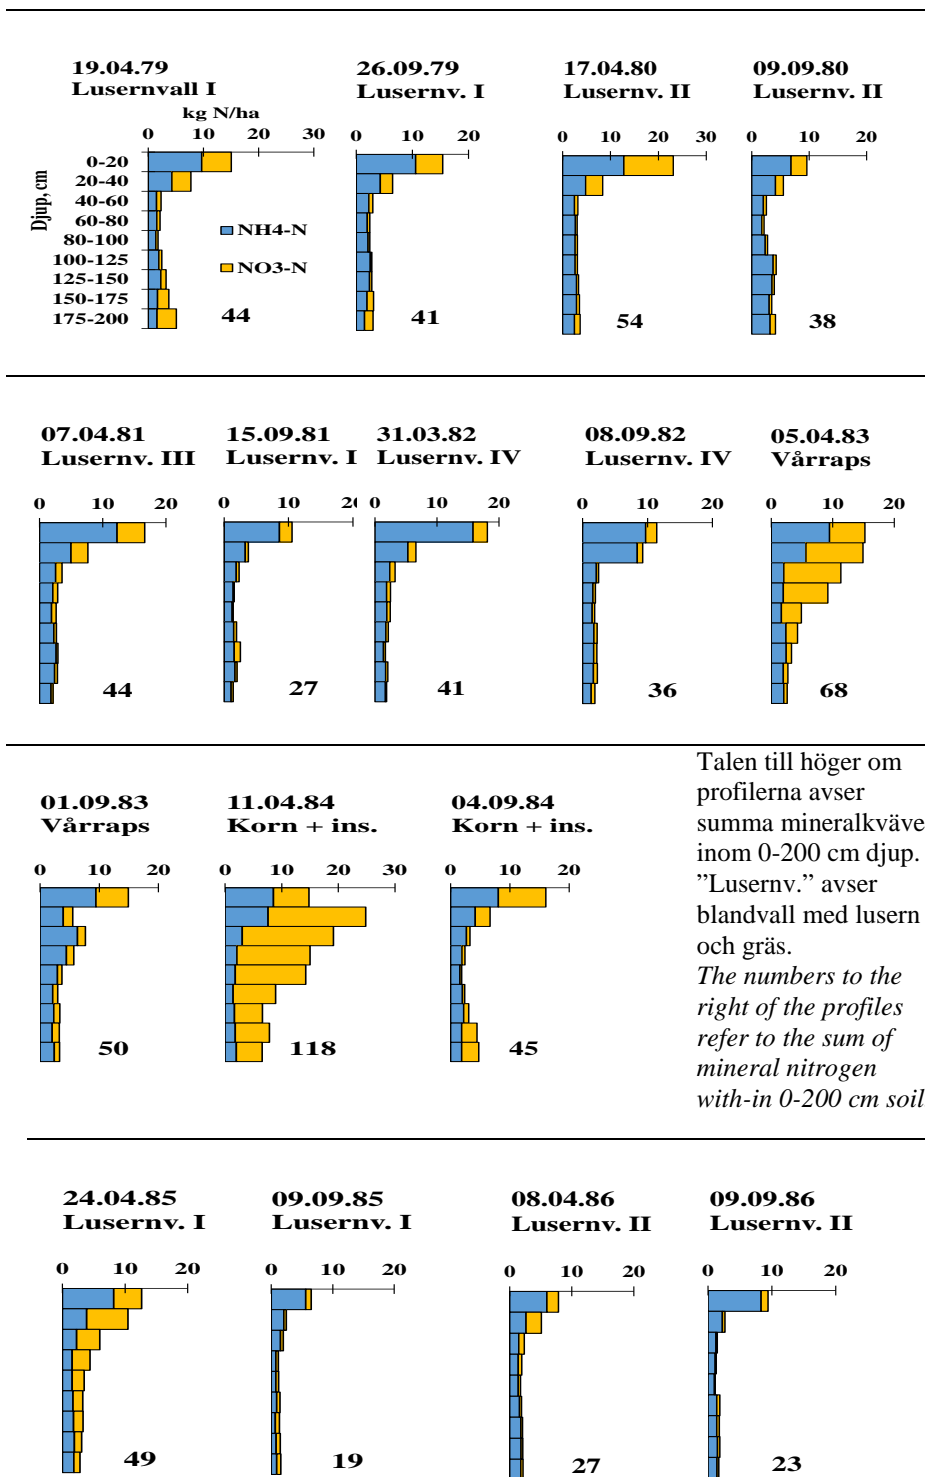 19.04.79
Lusernvall I
kg N/ha
0 10 20 30
Djup, cm
0-20
20-40
40-60
60-80
80-100
100-125
125-150
150-175
175-200
NH4-N
NO3-N
44
26.09.79
Lusernv. I
0 10 20
41
17.04.80
Lusernv. II
0 10 20 30
54
09.09.80
Lusernv. II
0 10 20
38
07.04.81
Lusernv. III
0 10 20
44
15.09.81
Lusernv. I
0 10 20
27
31.03.82
Lusernv. IV
0 10 20
41
08.09.82
Lusernv. IV
0 10 20
36
05.04.83
Vårraps
0 10 20
68
01.09.83
Vårraps
0 10 20
50
11.04.84
Korn + ins.
0 10 20 30
118
04.09.84
Korn + ins.
0 10 20
45
Talen till höger om
profilerna avser
summa mineralkväve
inom 0-200 cm djup.
”Lusernv.” avser
blandvall med lusern
och gräs.
The numbers to the
right of the profiles
refer to the sum of
mineral nitrogen
with-in 0-200 cm soil
24.04.85
Lusernv. I
0 10 20
49
09.09.85
Lusernv. I
0 10 20
19
08.04.86
Lusernv. II
0 10 20
27
09.09.86
Lusernv. II
0 10 20
23